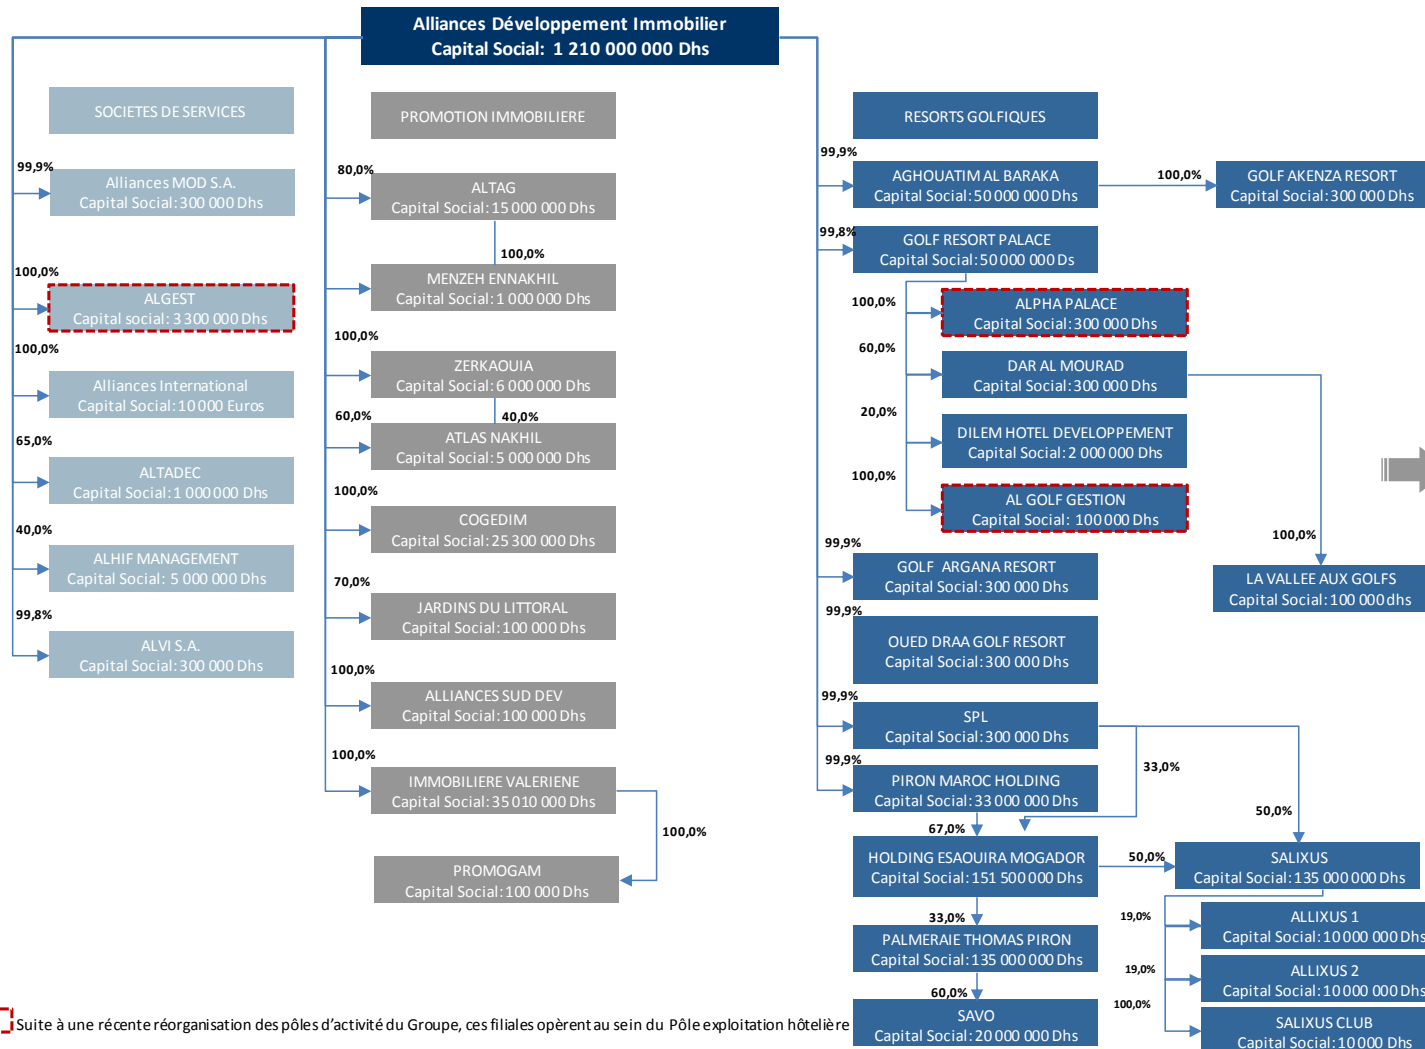 Alliances Développement Immobilier
Capital Social: 1 210 000 000 Dhs
SOCIETES DE SERVICES
99,9%
Alliances MOD S.A.
Capital Social: 300 000 Dhs
100,0%
ALGEST
Capital social: 3 300 000 Dhs
100,0%
Alliances International
Capital Social: 10 000 Euros
65,0%
ALTADEC
Capital Social: 1 000 000 Dhs
40,0%
ALHIF MANAGEMENT
Capital Social: 5 000 000 Dhs
99,8%
ALVI S.A.
Capital Social: 300 000 Dhs
PROMOTION IMMOBILIERE
80,0%
ALTAG
Capital Social: 15 000 000 Dhs
100,0%
MENZEH ENNAKHIL
Capital Social: 1 000 000 Dhs
100,0%
ZERKAOUIA
Capital Social: 6 000 000 Dhs
60,0%
40,0%
ATLAS NAKHIL
Capital Social: 5 000 000 Dhs
100,0%
COGEDIM
Capital Social: 25 300 000 Dhs
70,0%
JARDINS DU LITTORAL
Capital Social: 100 000 Dhs
100,0%
ALLIANCES SUD DEV
Capital Social: 100 000 Dhs
100,0%
IMMOBILIERE VALERIENE
Capital Social: 35 010 000 Dhs
100,0%
PROMOGAM
Capital Social: 100 000 Dhs
RESORTS GOLFIQUES
99,9%
AGHOUATIM AL BARAKA
Capital Social: 50 000 000 Dhs
100,0%
GOLF AKENZA RESORT
Capital Social: 300 000 Dhs
99,8%
GOLF RESORT PALACE
Capital Social: 50 000 000 Ds
100,0%
ALPHA PALACE
Capital Social: 300 000 Dhs
60,0%
DAR AL MOURAD
Capital Social: 300 000 Dhs
20,0%
DILEM HOTEL DEVELOPPEMENT
Capital Social: 2 000 000 Dhs
100,0%
AL GOLF GESTION
Capital Social: 100 000 Dhs
100,0%
LA VALLEE AUX GOLFS
Capital Social: 100 000 dhs
99,9%
GOLF ARGANA RESORT
Capital Social: 300 000 Dhs
99,9%
OUED DRAA GOLF RESORT
Capital Social: 300 000 Dhs
99,9%
SPL
Capital Social: 300 000 Dhs
33,0%
50,0%
99,9%
PIRON MAROC HOLDING
Capital Social: 33 000 000 Dhs
67,0%
HOLDING ESAOUIRA MOGADOR
Capital Social: 151 500 000 Dhs
50,0%
SALIXUS
Capital Social: 135 000 000 Dhs
33,0%
PALMERAIE THOMAS PIRON
Capital Social: 135 000 000 Dhs
60,0%
SAVO
Capital Social: 20 000 000 Dhs
19,0%
ALLIXUS 1
Capital Social: 10 000 000 Dhs
19,0%
ALLIXUS 2
Capital Social: 10 000 000 Dhs
100,0%
SALIXUS CLUB
Capital Social: 10 000 Dhs
Suite à une récente réorganisation des pôles d'activité du Groupe, ces filiales opèrent au sein du Pôle exploitation hôtelière